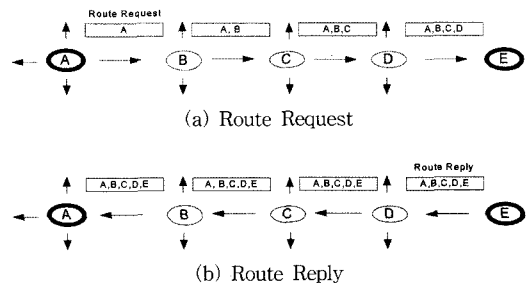 Route Request
A A, B A,B,C A,B,C,D
A B C D E
(a) Route Request
Route Reply
A,B,C,D,E A, B,C,D,E A,B,C,D,E A,B,C,D,E
A B C D E
(b) Route Reply